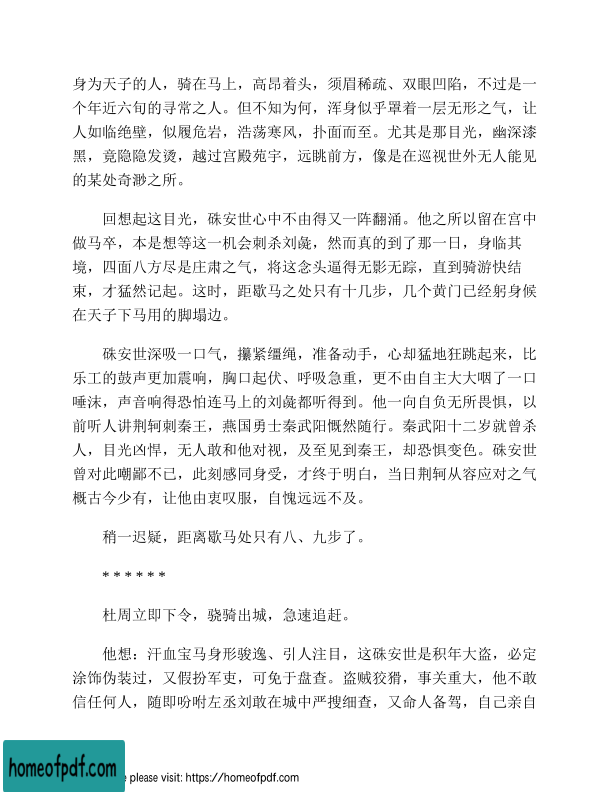 身为天子的人，骑在马上，高昂着头，须眉稀疏、双眼凹陷，不过是一
个年近六旬的寻常之人。但不知为何，浑身似乎罩着一层无形之气，让
人如临绝壁，似履危岩，浩荡寒风，扑面而至。尤其是那目光，幽深漆
黑，竟隐隐发烫，越过宫殿苑宇，远眺前方，像是在巡视世外无人能见
的某处奇渺之所。
回想起这目光，硃安世心中不由得又一阵翻涌。他之所以留在宫中
做马卒，本是想等这一机会刺杀刘彘，然而真的到了那一日，身临其
境，四面八方尽是庄肃之气，将这念头逼得无影无踪，直到骑游快结
束，才猛然记起。这时，距歇马之处只有十几步，几个黄门已经躬身候
在天子下马用的脚塌边。
硃安世深吸一口气，攥紧缰绳，准备动手，心却猛地狂跳起来，比
乐工的鼓声更加震响，胸口起伏、呼吸急重，更不由自主大大咽了一口
唾沫，声音响得恐怕连马上的刘彘都听得到。他一向自负无所畏惧，以
前听人讲荆轲刺秦王，燕国勇士秦武阳慨然随行。秦武阳十二岁就曾杀
人，目光凶悍，无人敢和他对视，及至见到秦王，却恐惧变色。硃安世
曾对此嘲鄙不已，此刻感同身受，才终于明白，当日荆轲从容应对之气
概古今少有，让他由衷叹服，自愧远远不及。
稍一迟疑，距离歇马处只有八、九步了。
* * * * * *
杜周立即下令，骁骑出城，急速追赶。
他想：汗血宝马身形骏逸、引人注目，这硃安世是积年大盗，必定
涂饰伪装过，又假扮军吏，可免于盘查。盗贼狡猾，事关重大，他不敢
信任何人，随即吩咐左丞刘敢在城中严搜细查，又命人备驾，自己亲自
homeofpdf.com
e please visit: https://homeofpdf.com